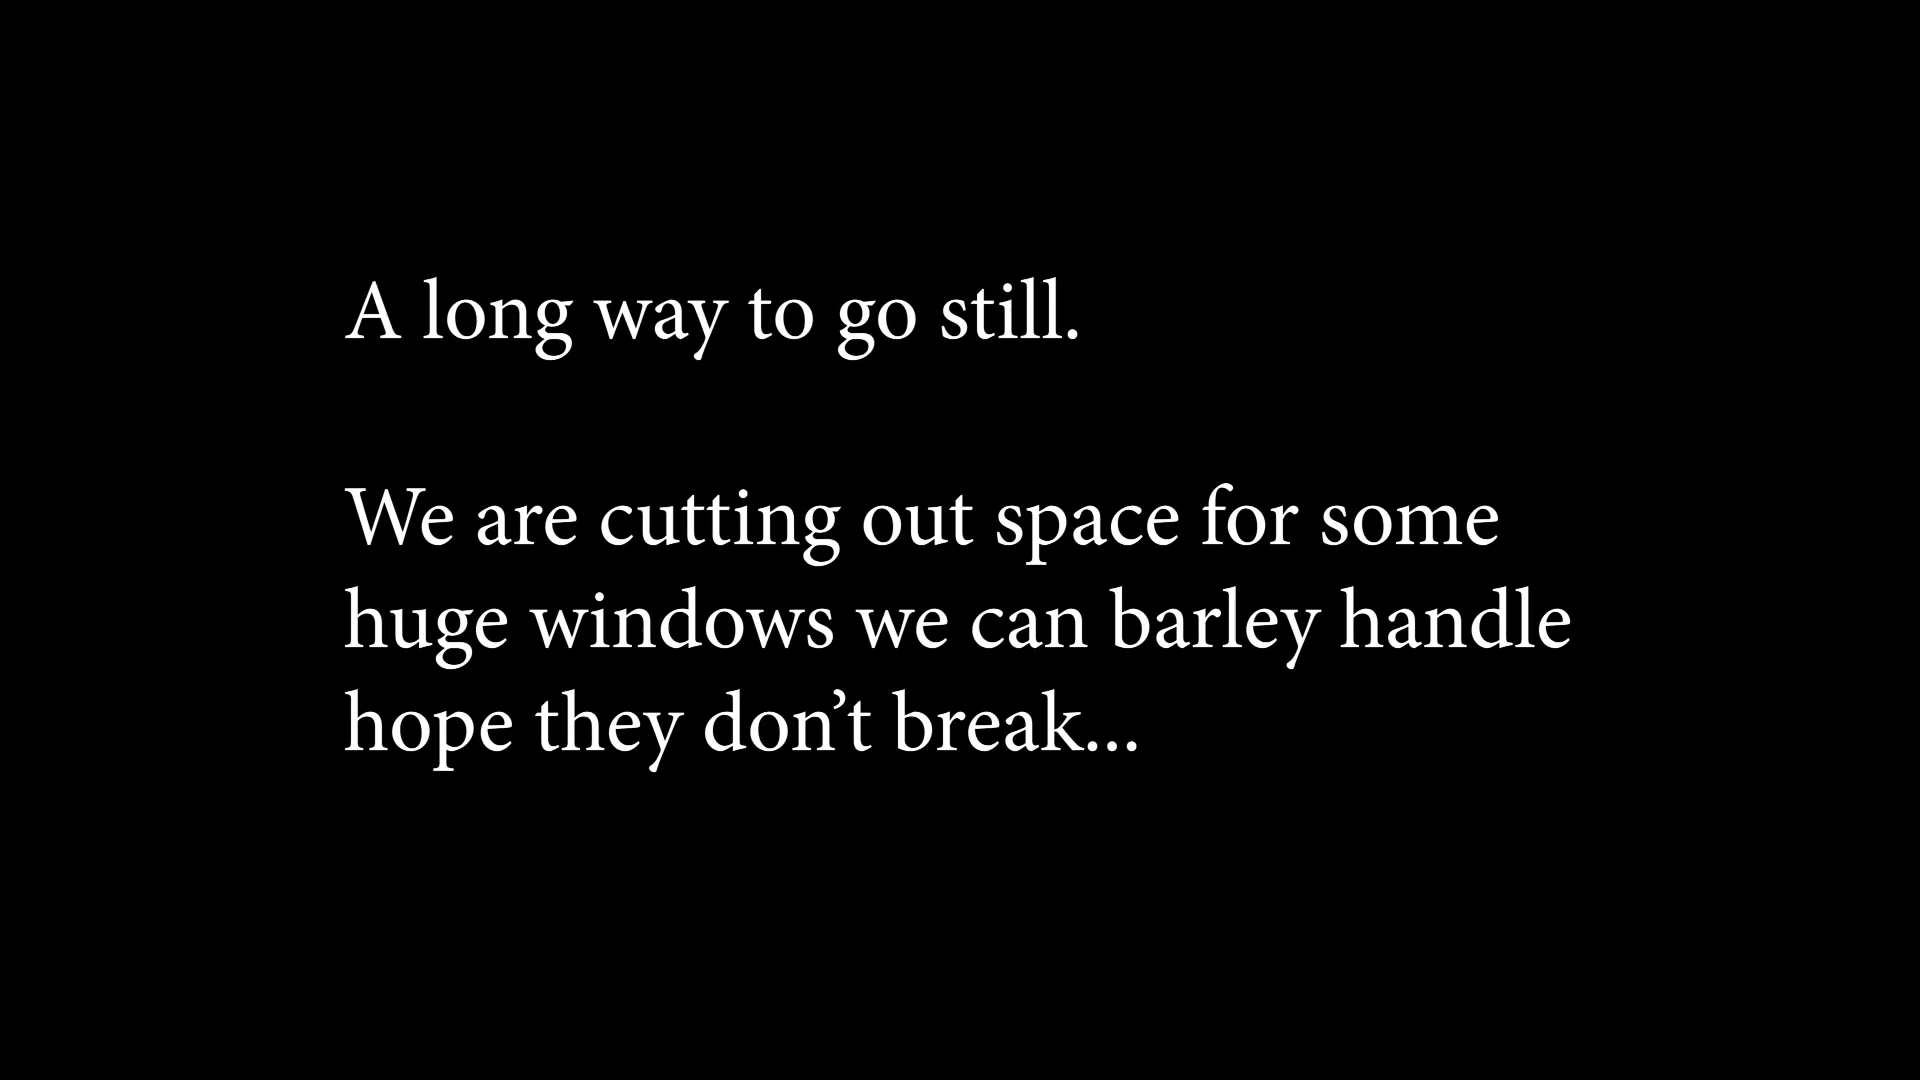 A long way to go still.
We are cutting out space for some
huge windows we can barley handle
hope they don’t break...